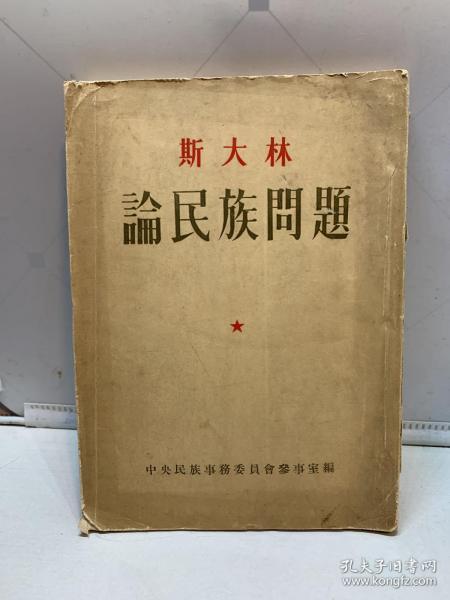 斯大林
論民族問題
★
中央民族事務委員會參事室編
孔夫子旧书网
www.kongfz.com